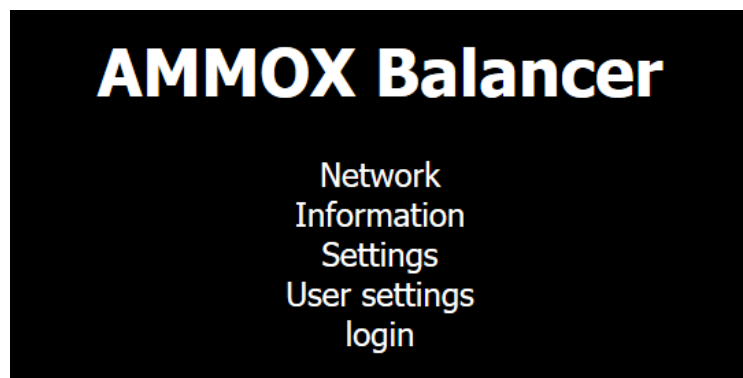 AMMOX Balancer
Network
Information
Settings
User settings
login